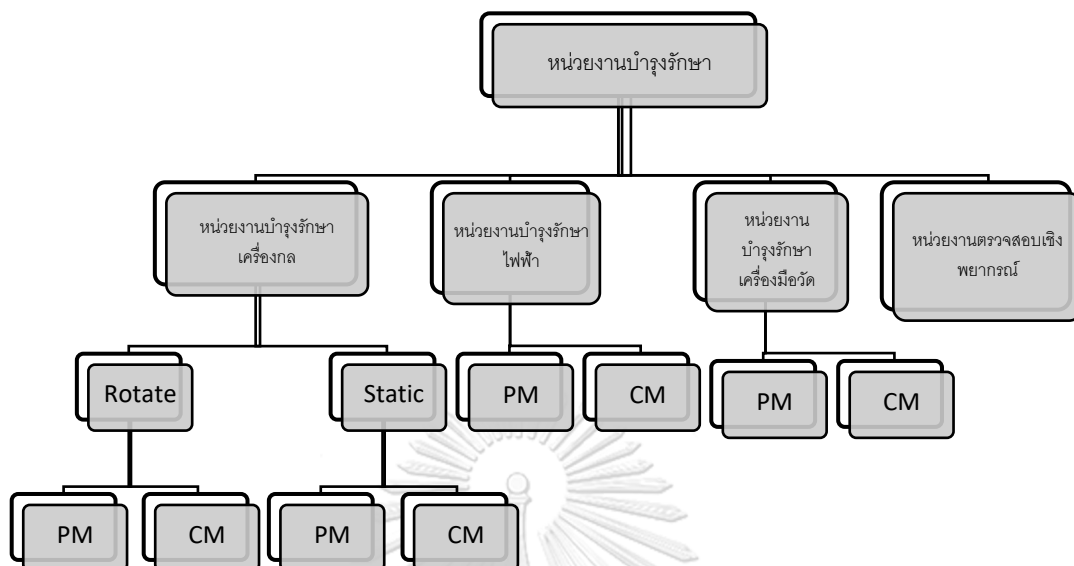 หน่วยงานบำรุงรักษา
หน่วยงานบำรุงรักษา
เครื่องกล
หน่วยงานบำรุงรักษา
ไฟฟ้า
หน่วยงาน
บำรุงรักษา
เครื่องมือวัด
หน่วยงานตรวจสอบเชิง
พยากรณ์
Rotate
Static
PM
CM
PM
CM
PM
CM
PM
CM